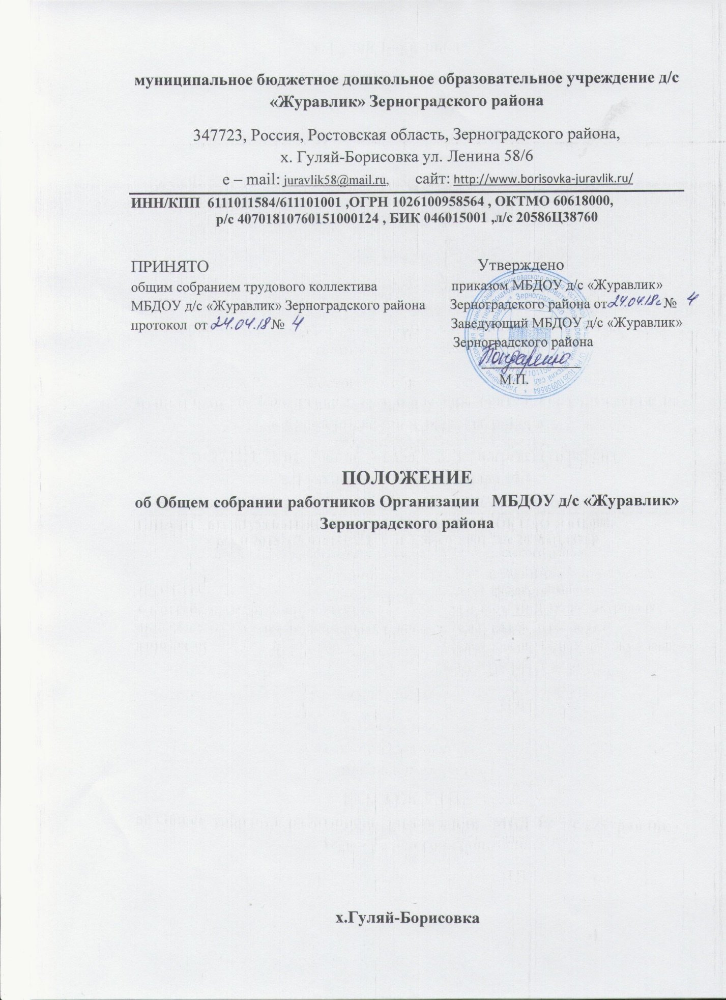 муниципальное бюджетное дошкольное образовательное учреждение д/с
«Журавлик» Зерноградского района
347723, Россия, Ростовская область, Зерноградского района,
х. Гуляй-Борисовка ул. Ленина 58/6
е – mail: juravlik58@mail.ru, сайт: http://www.borisovka-juravlik.ru/
ИНН/КПП 6111011584/611101001 ,ОГРН 1026100958564 , ОКТМО 60618000,
р/с 40701810760151000124 , БИК 046015001 ,л/с 20586Ц38760
ПРИНЯТО
общим собранием трудового коллектива
МБДОУ д/с «Журавлик» Зерноградского района
протокол от 24.04.18 № 4
Утверждено
приказом МБДОУ д/с «Журавлик»
Зерноградского района от 24.04.18г № 4
Заведующий МБДОУ д/с «Журавлик»
Зерноградского района
М.П.
ПОЛОЖЕНИЕ
об Общем собрании работников Организации МБДОУ д/с «Журавлик»
Зерноградского района
х.Гуляй-Борисовка